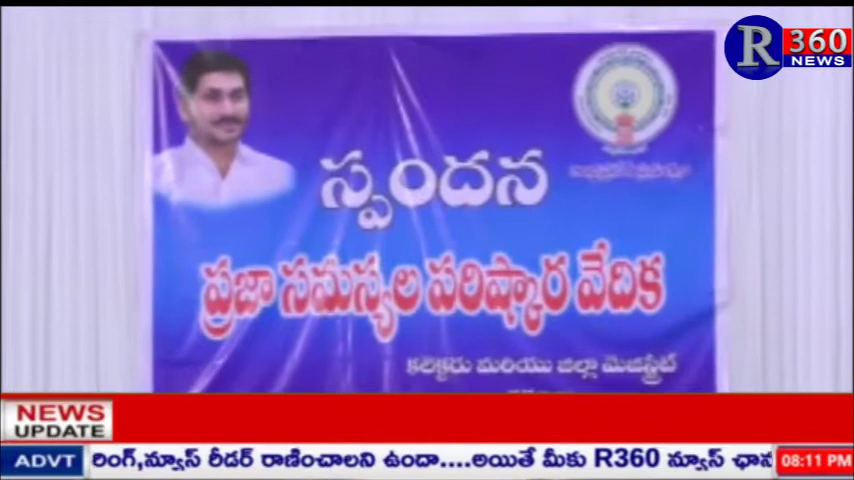 R 360
NEWS
స్పందన
ప్రజా సమస్యల పరిష్కార వేదిక
కలెక్టరు మరియు జిల్లా మెజిస్ట్రేట్
NEWS
UPDATE
ADVT రింగ్,న్యూస్ రీడర్ రాణించాలని ఉందా....అయితే మీకు R360 న్యూస్ ఛాన 08:11 PM